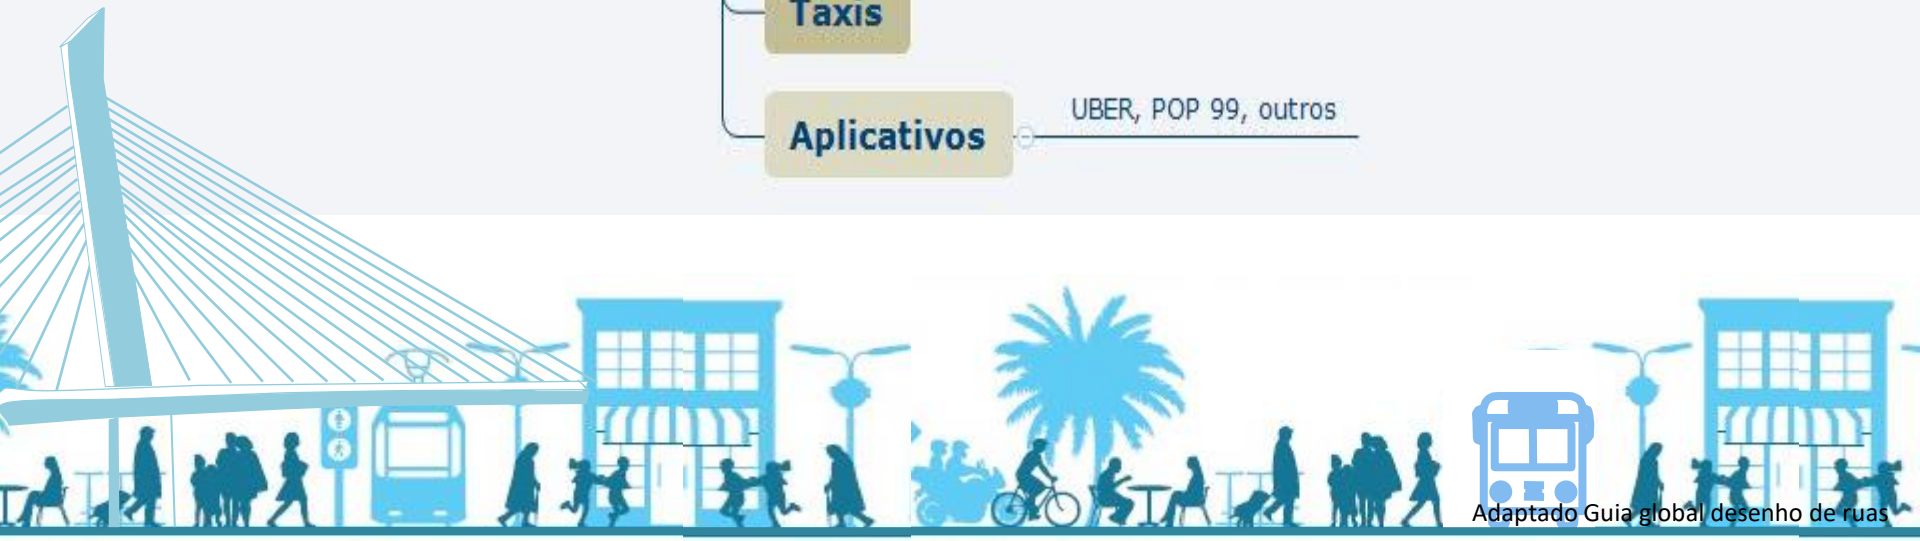 Taxis
UBER, POP 99, outros
Aplicativos
Adaptado Guia global desenho de ruas